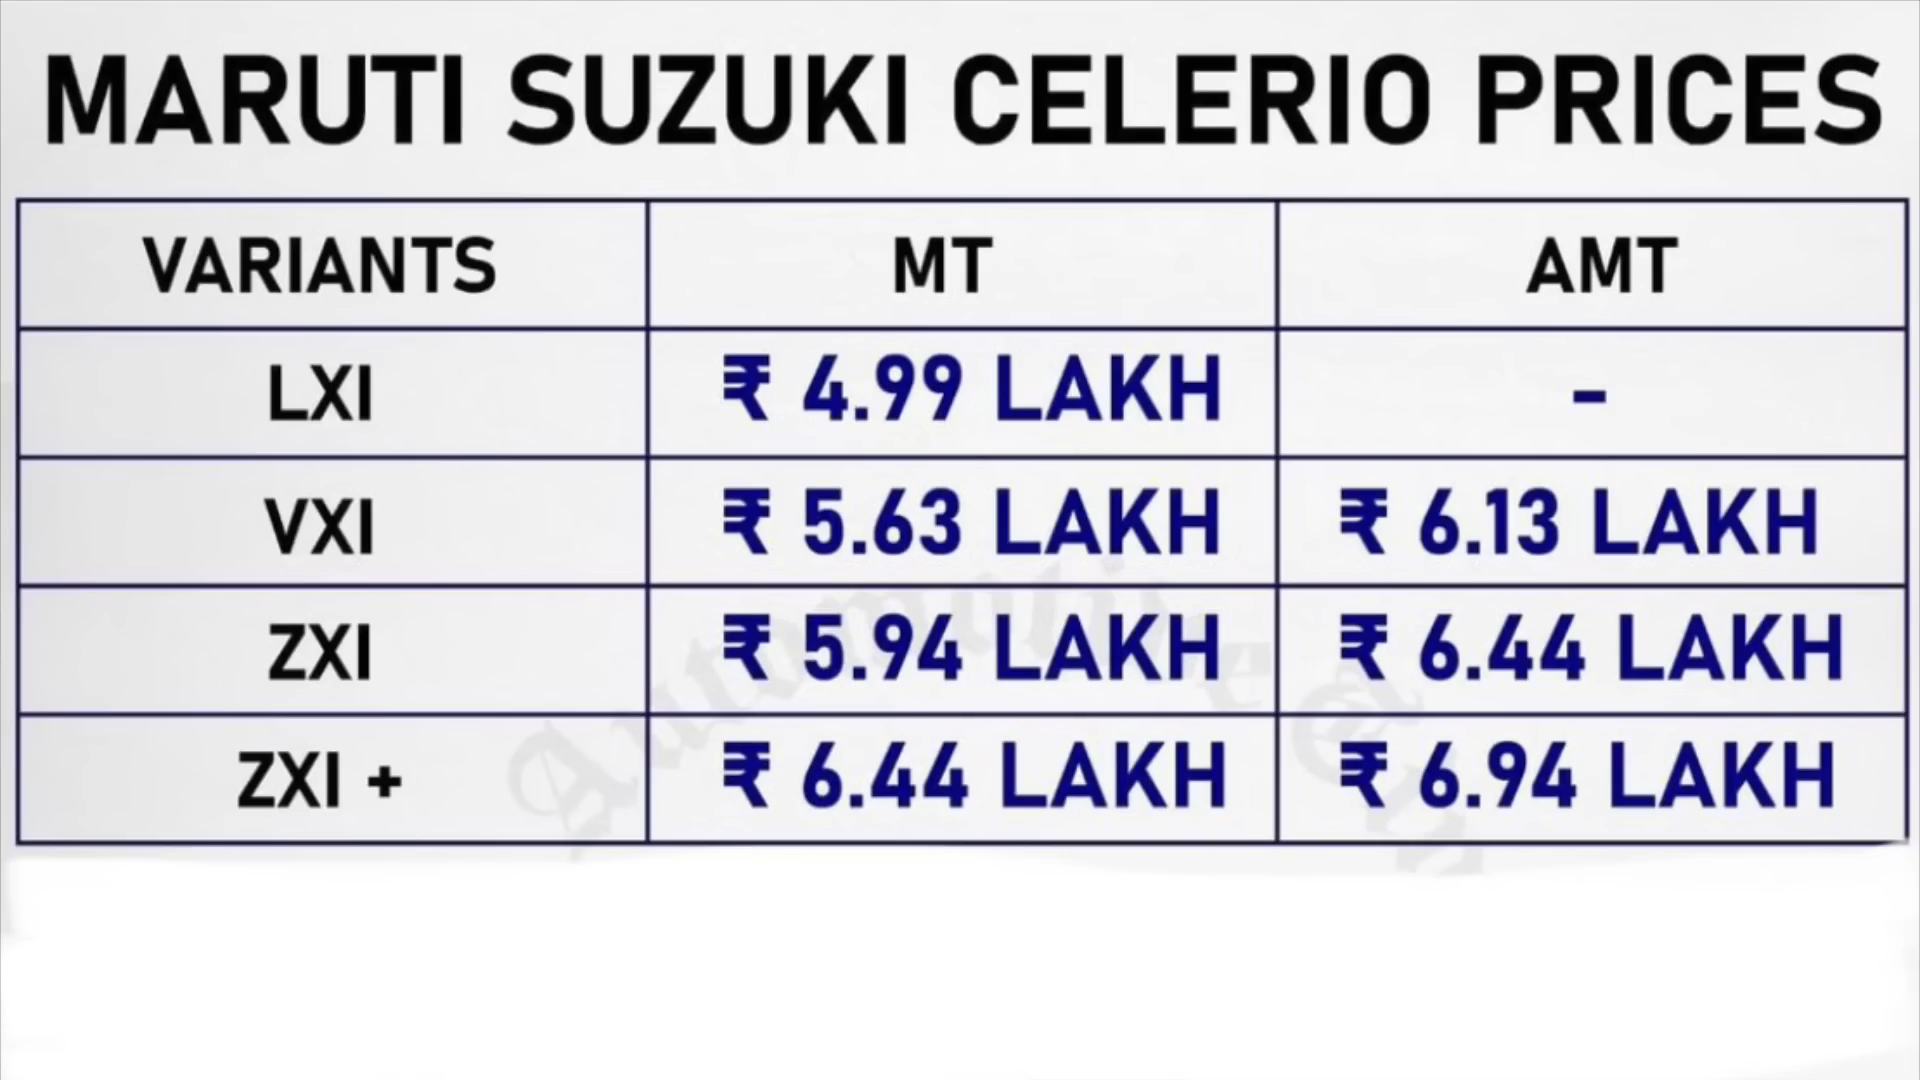 MARUTI SUZUKI CELERIO PRICES
VARIANTS MT AMT
LXI ₹ 4.99 LAKH -
VXI ₹ 5.63 LAKH ₹ 6.13 LAKH
ZXI ₹ 5.94 LAKH ₹ 6.44 LAKH
ZXI + ₹ 6.44 LAKH ₹ 6.94 LAKH